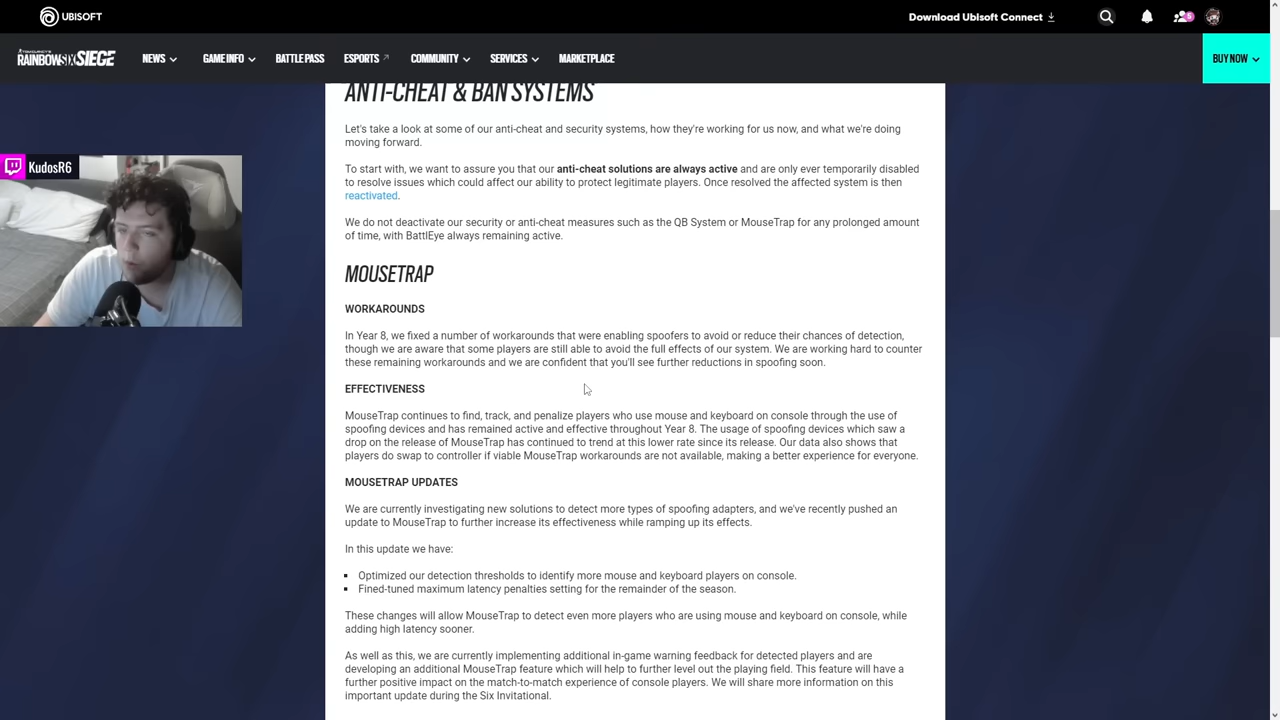 UBISOFT
Download Ubisoft Connect
6
RAINBOWSIXSIEGE
NEWS
GAME INFO
BATTLE PASS
ESPORTS
COMMUNITY
SERVICES
MARKETPLACE
BUY NOW
ANTI-CHEAT & BAN SYSTEMS
Let's take a look at some of our anti-cheat and security systems, how they're working for us now, and what we're doing
moving forward.
To start with, we want to assure you that our anti-cheat solutions are always active and are only ever temporarily disabled
to resolve issues which could affect our ability to protect legitimate players. Once resolved the affected system is then
reactivated.
We do not deactivate our security or anti-cheat measures such as the QB System or MouseTrap for any prolonged amount
of time, with BattlEye always remaining active.
KudosR6
MOUSETRAP
WORKAROUNDS
In Year 8, we fixed a number of workarounds that were enabling spoofers to avoid or reduce their chances of detection,
though we are aware that some players are still able to avoid the full effects of our system. We are working hard to counter
these remaining workarounds and we are confident that you'll see further reductions in spoofing soon.
EFFECTIVENESS
MouseTrap continues to find, track, and penalize players who use mouse and keyboard on console through the use of
spoofing devices and has remained active and effective throughout Year 8. The usage of spoofing devices which saw a
drop on the release of MouseTrap has continued to trend at this lower rate since its release. Our data also shows that
players do swap to controller if viable MouseTrap workarounds are not available, making a better experience for everyone.
MOUSETRAP UPDATES
We are currently investigating new solutions to detect more types of spoofing adapters, and we've recently pushed an
update to MouseTrap to further increase its effectiveness while ramping up its effects.
In this update we have:
▪ Optimized our detection thresholds to identify more mouse and keyboard players on console.
▪ Fined-tuned maximum latency penalties setting for the remainder of the season.
These changes will allow MouseTrap to detect even more players who are using mouse and keyboard on console, while
adding high latency sooner.
As well as this, we are currently implementing additional in-game warning feedback for detected players and are
developing an additional MouseTrap feature which will help to further level out the playing field. This feature will have a
further positive impact on the match-to-match experience of console players. We will share more information on this
important update during the Six Invitational.